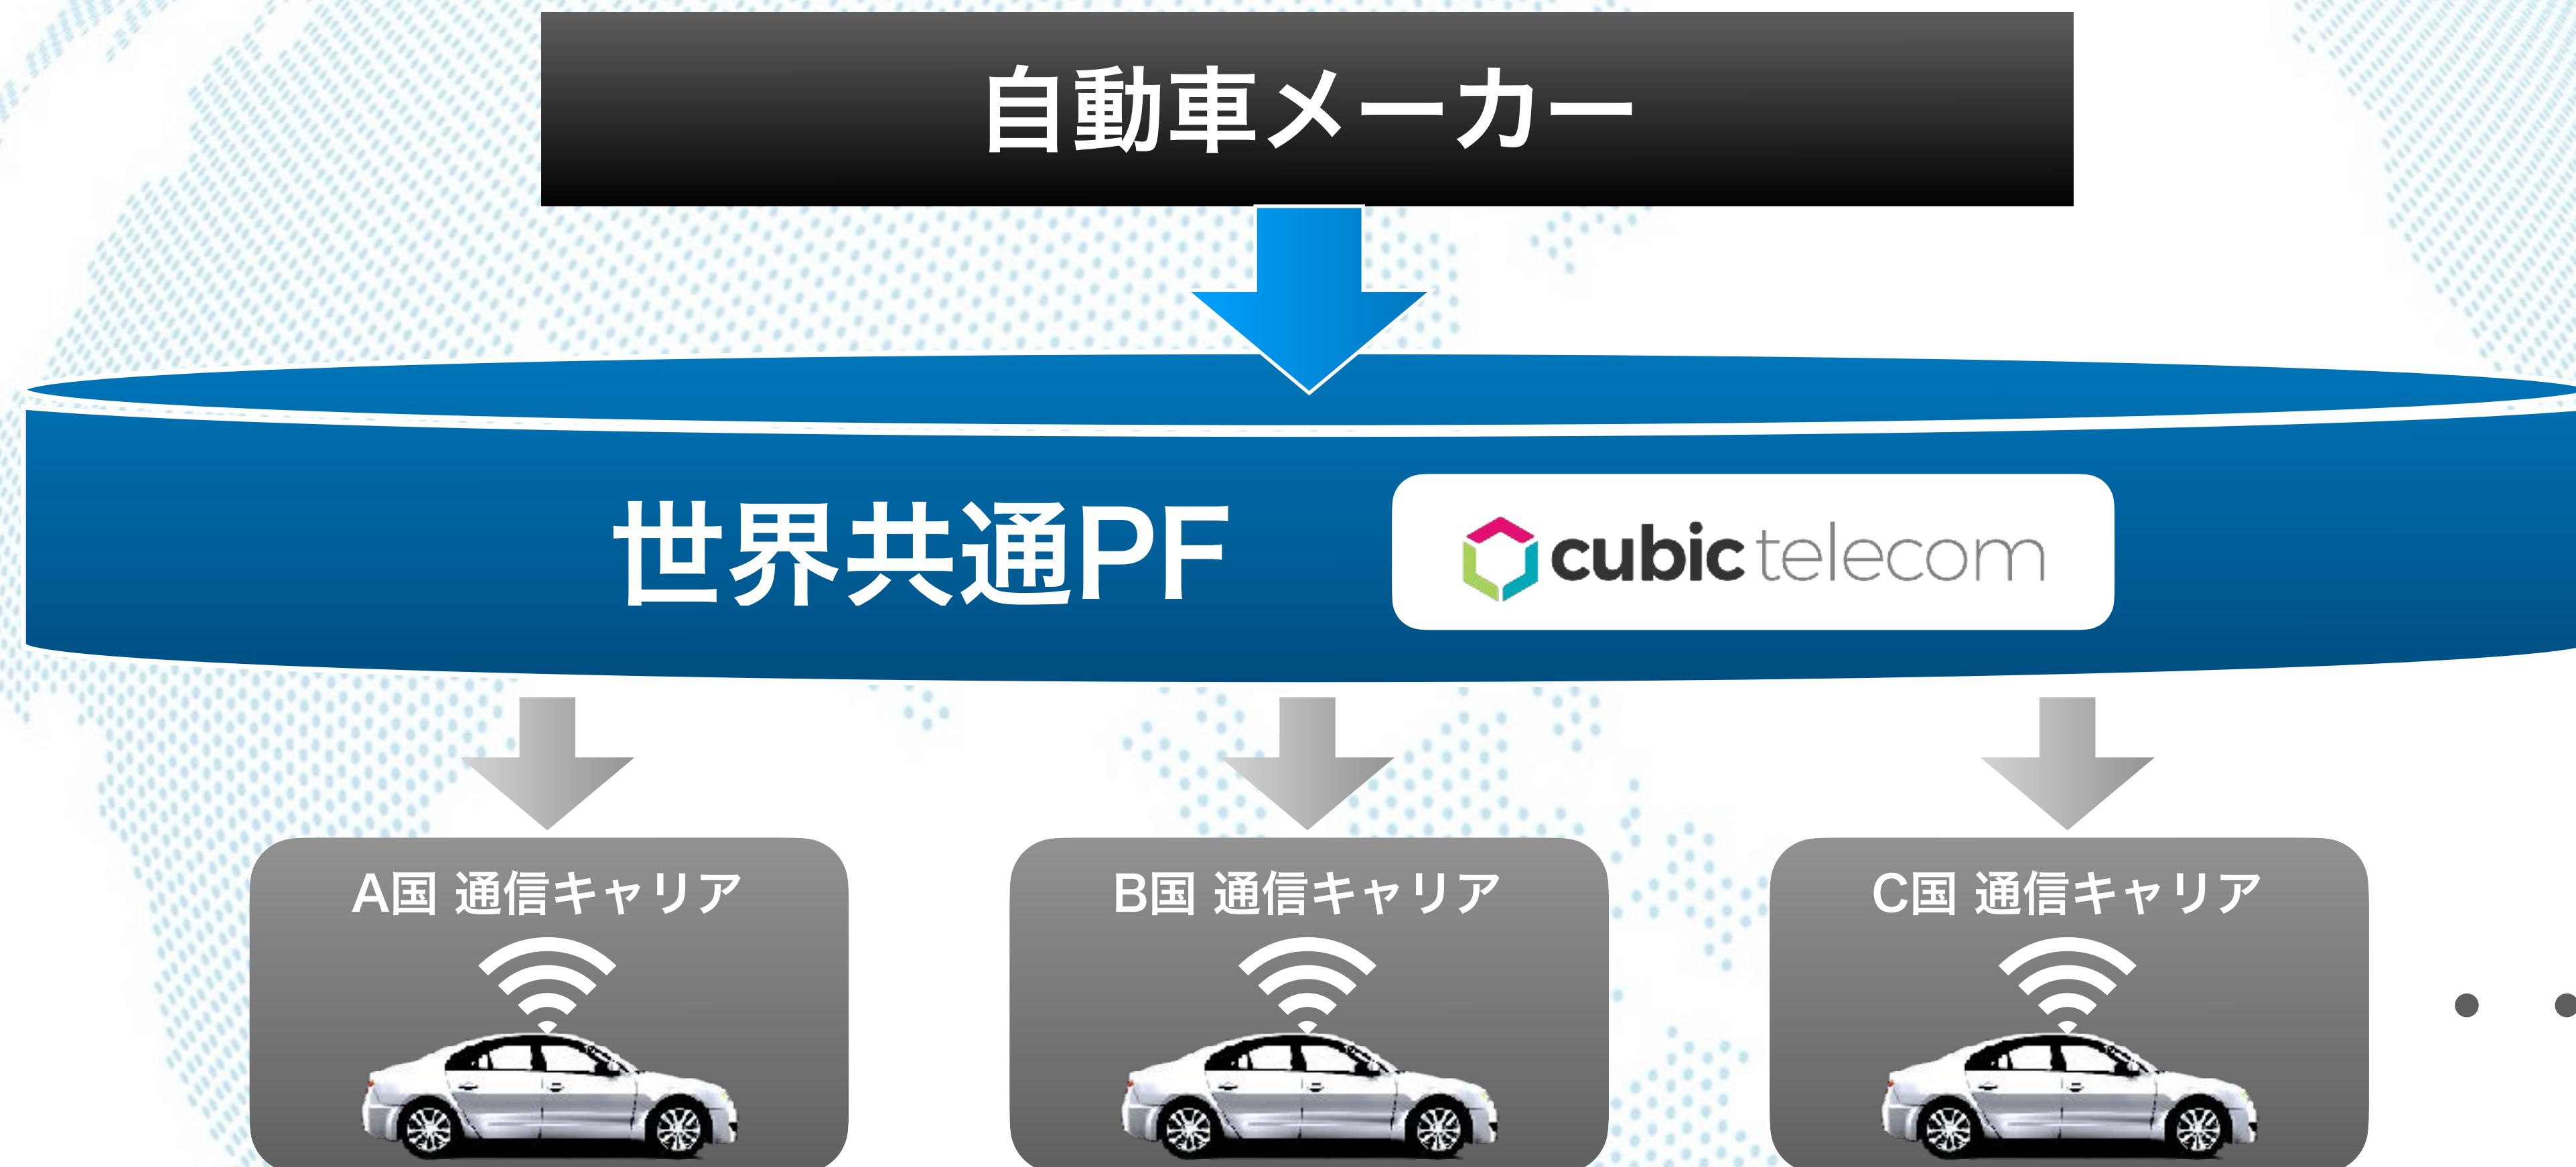 自動車メーカー
世界共通PF
cubic telecom
A国 通信キャリア
B国 通信キャリア
C国 通信キャリア